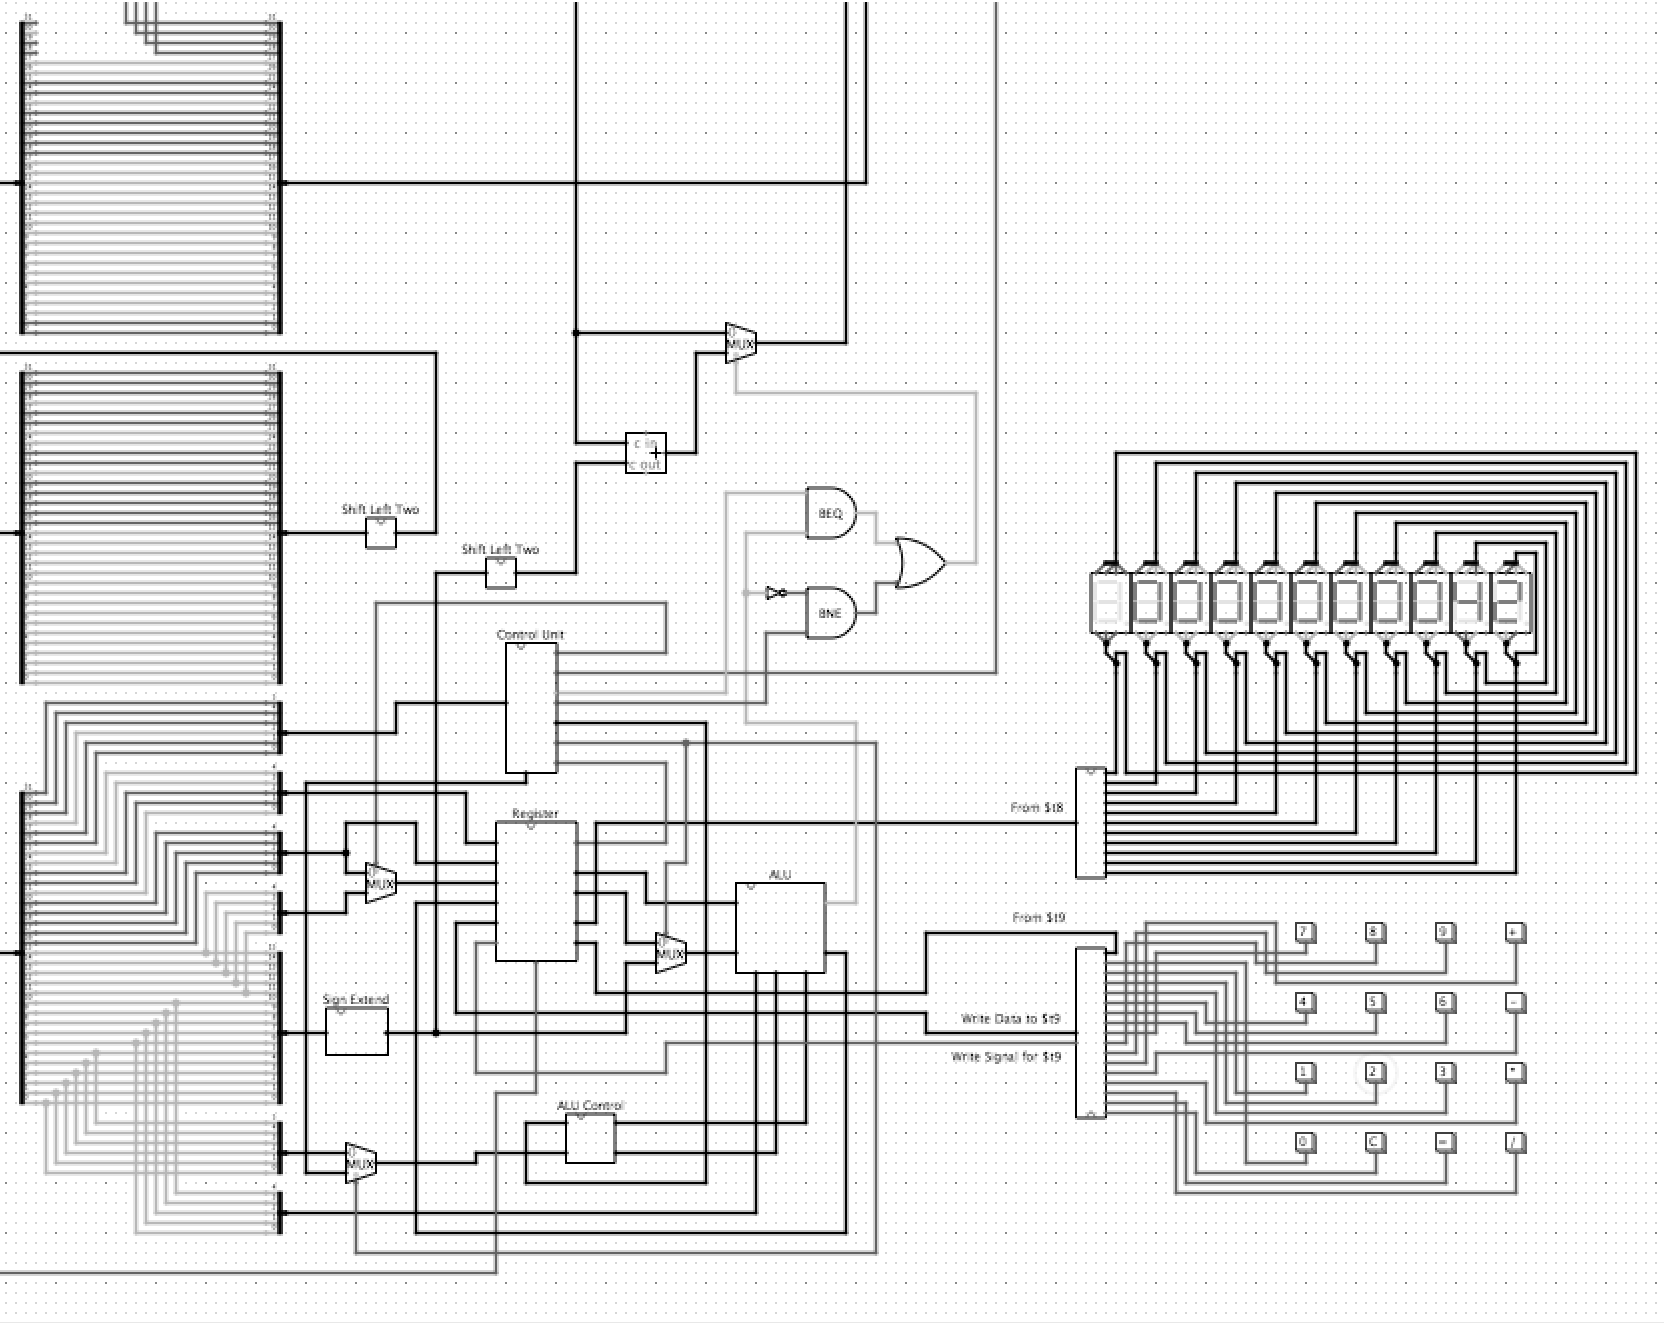 MUX
c in
c out
Shift Left Two
BEQ
Shift Left Two
BNE
Control Unit
From $t8
Register
MUX
ALU
From $t9
7 8 9 +
MUX
Sign Extend
4 5 6 -
Write Data to $t9
Write Signal for $t9
1 2 3 *
ALU Control
MUX
0 C = /